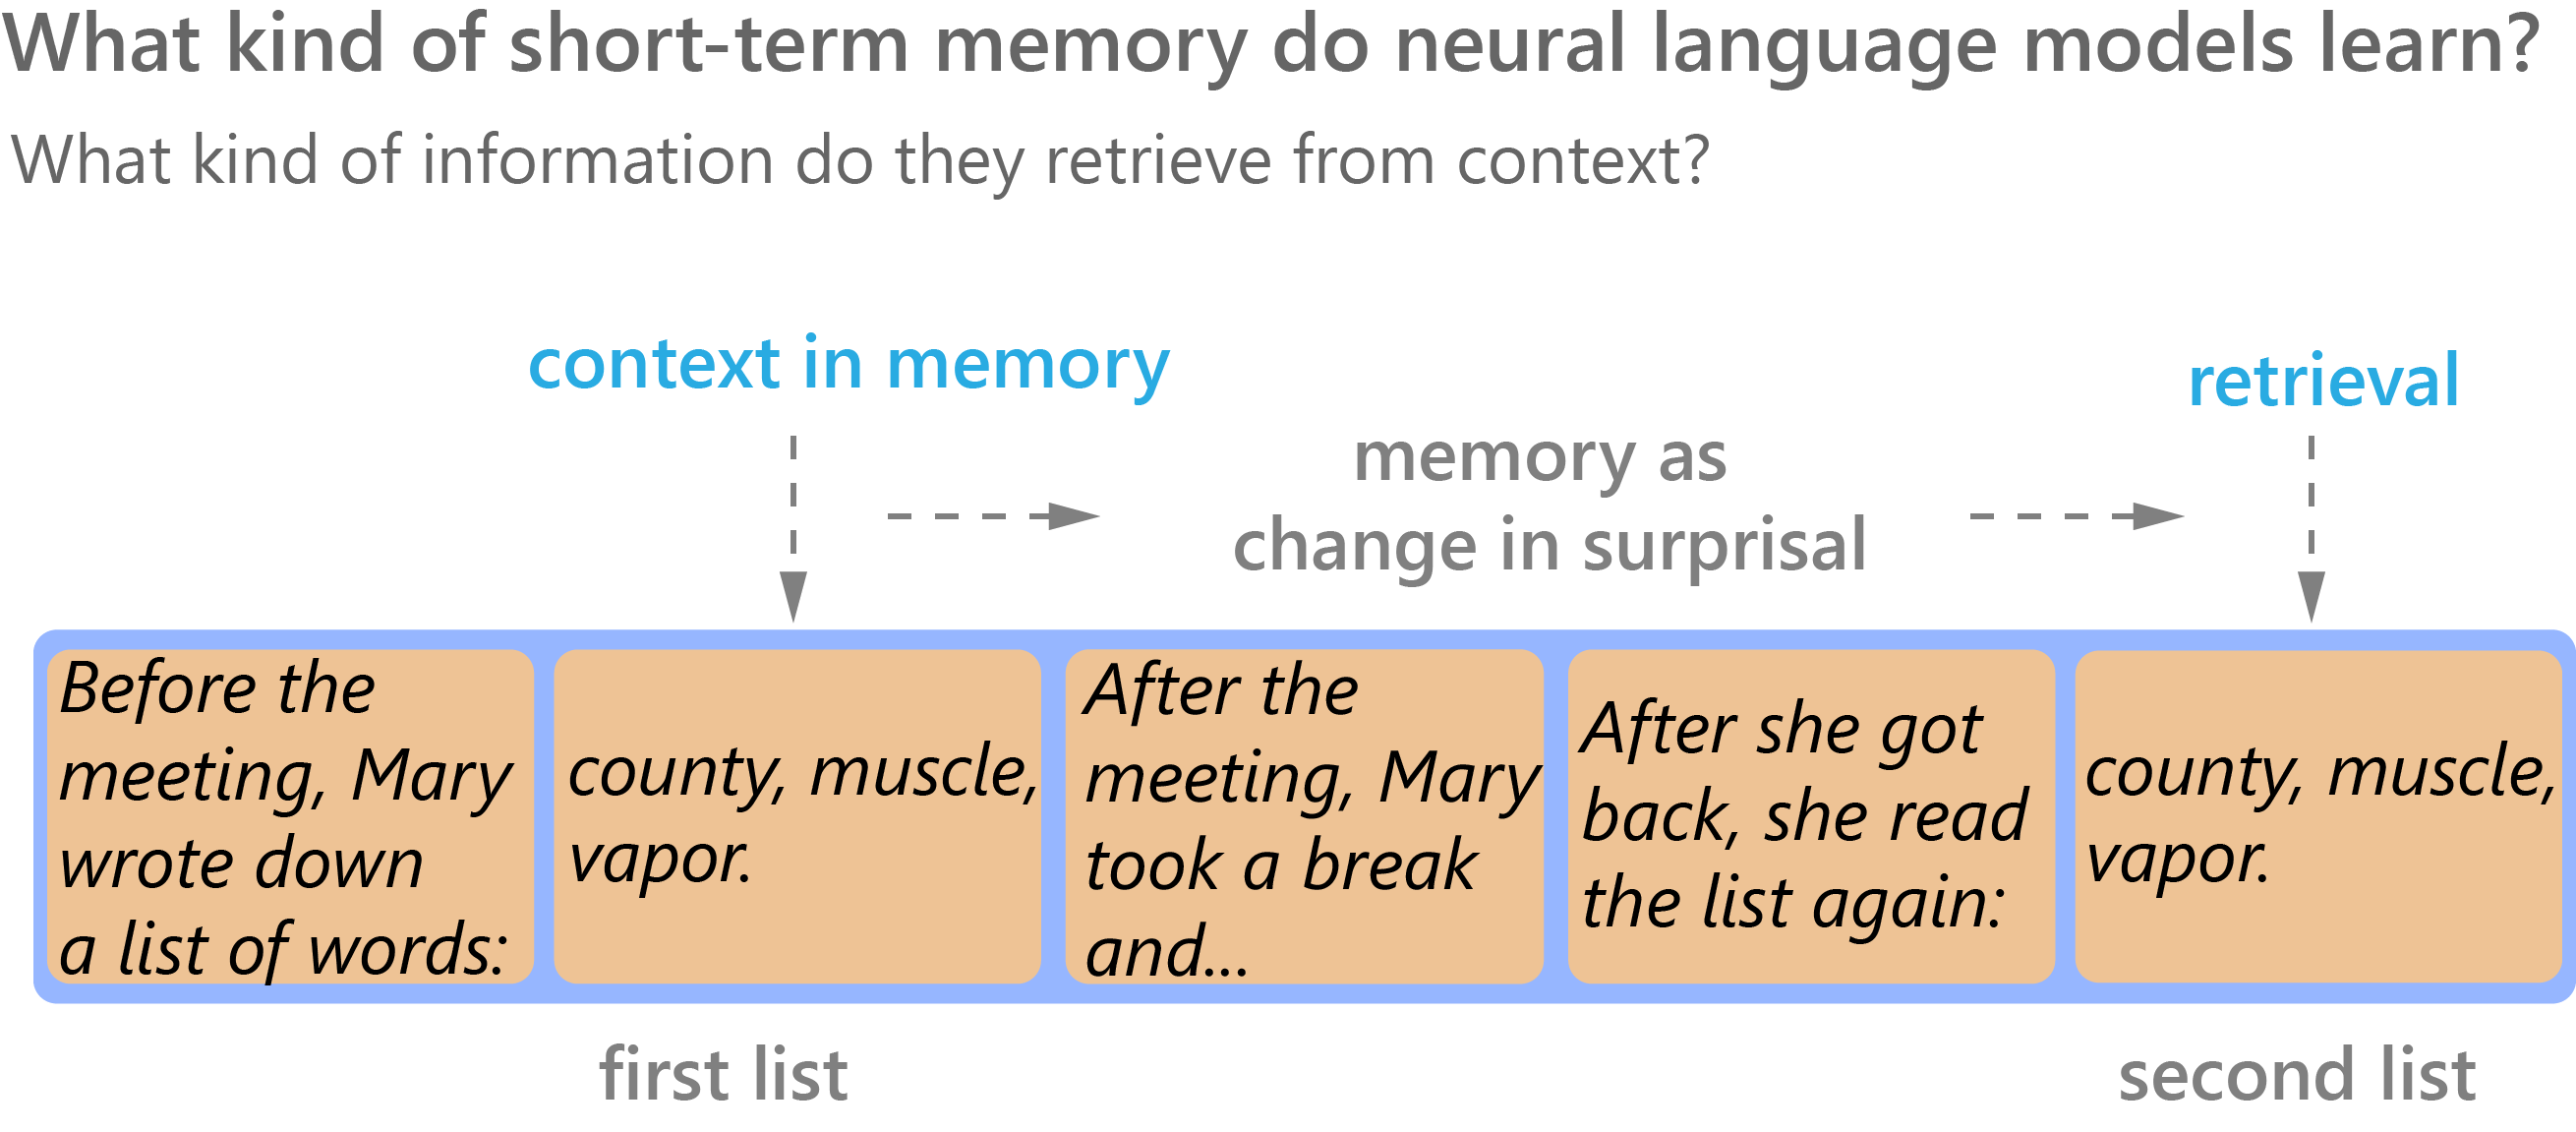 What kind of short-term memory do neural language models learn?
What kind of information do they retrieve from context?
context in memory
retrieval
memory as
change in surprisal
Before the
meeting, Mary
wrote down
a list of words:
county, muscle,
vapor.
After the
meeting, Mary
took a break
and...
After she got
back, she read
the list again:
county, muscle,
vapor.
first list
second list